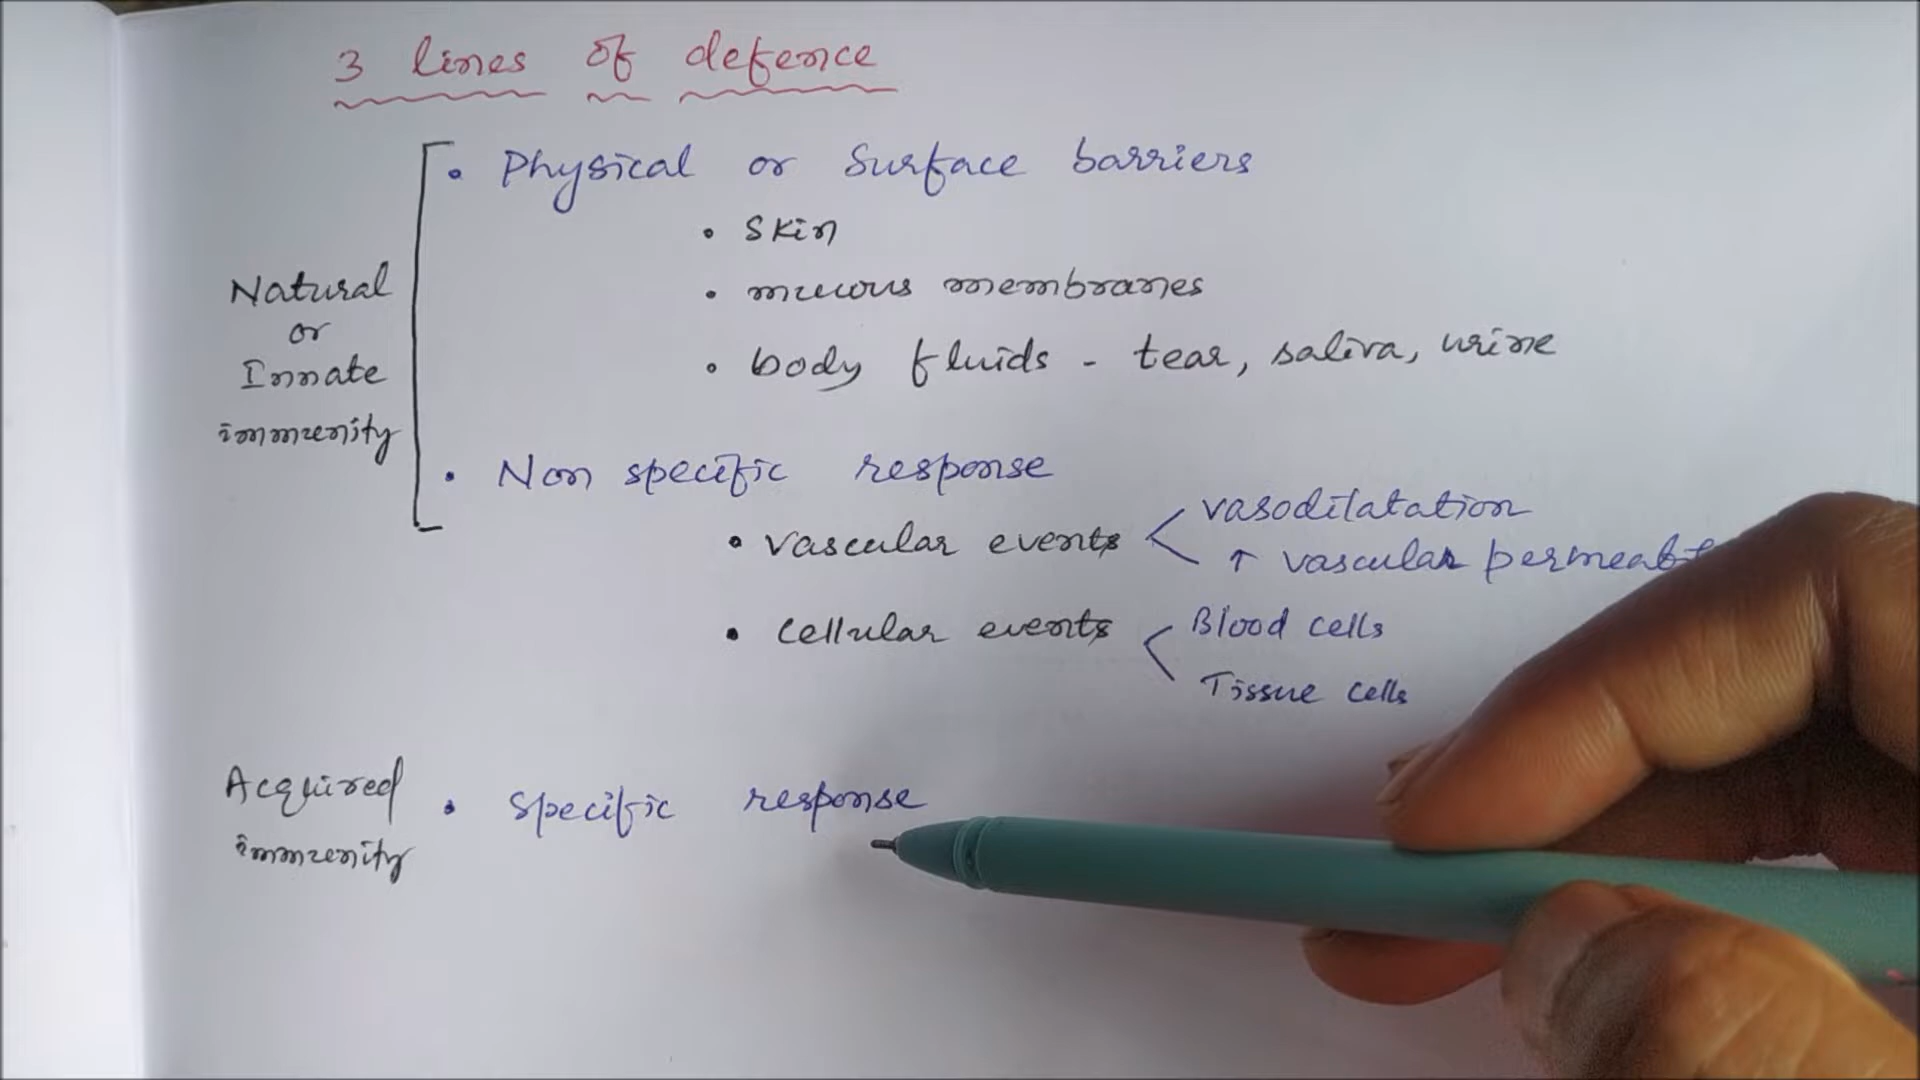 3 lines of defence
• Physical or Surface barriers
• Skin
• mucous membranes
• body fluids - tear, saliva, urine
Natural
or
Innate
immunity
• Non specific response
• vascular events
vasodilatation
↑ vascular
• cellular events
Blood cells
Tissue cells
Acquired
immunity
• specific response